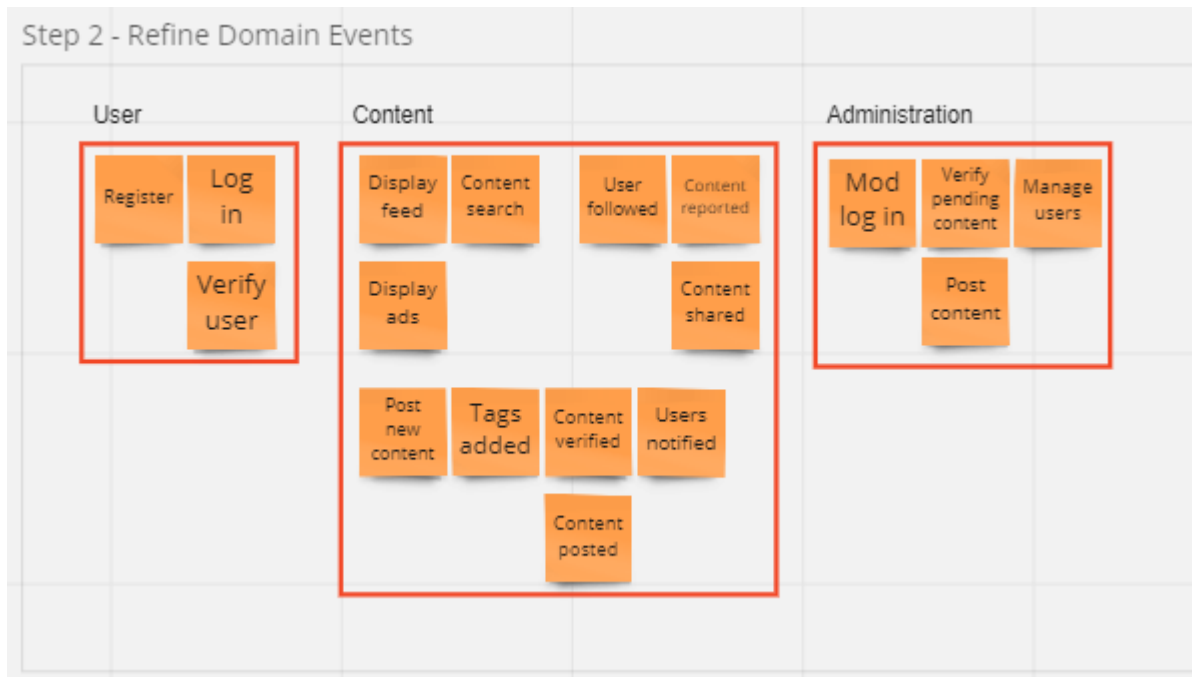 Step 2 - Refine Domain Events
User
Register
Log
in
Verify
user
Content
Display
feed
Content
search
User
followed
Content
reported
Display
ads
Content
shared
Post
new
content
Tags
added
Content
verified
Users
notified
Content
posted
Administration
Mod
log in
Verify
pending
content
Manage
users
Post
content